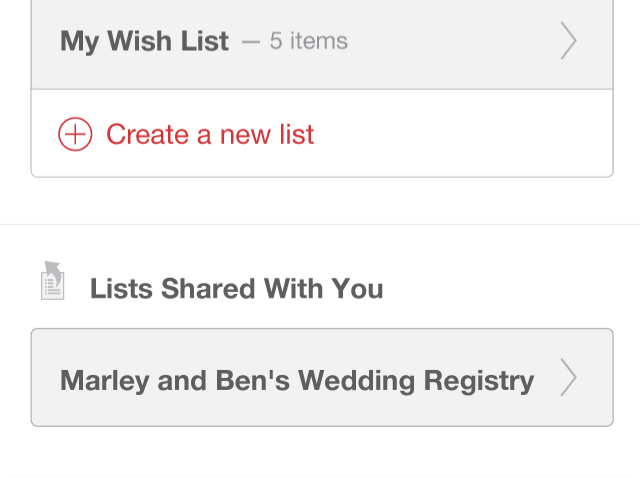 My Wish List — 5 items
Create a new list
Lists Shared With You
Marley and Ben's Wedding Registry